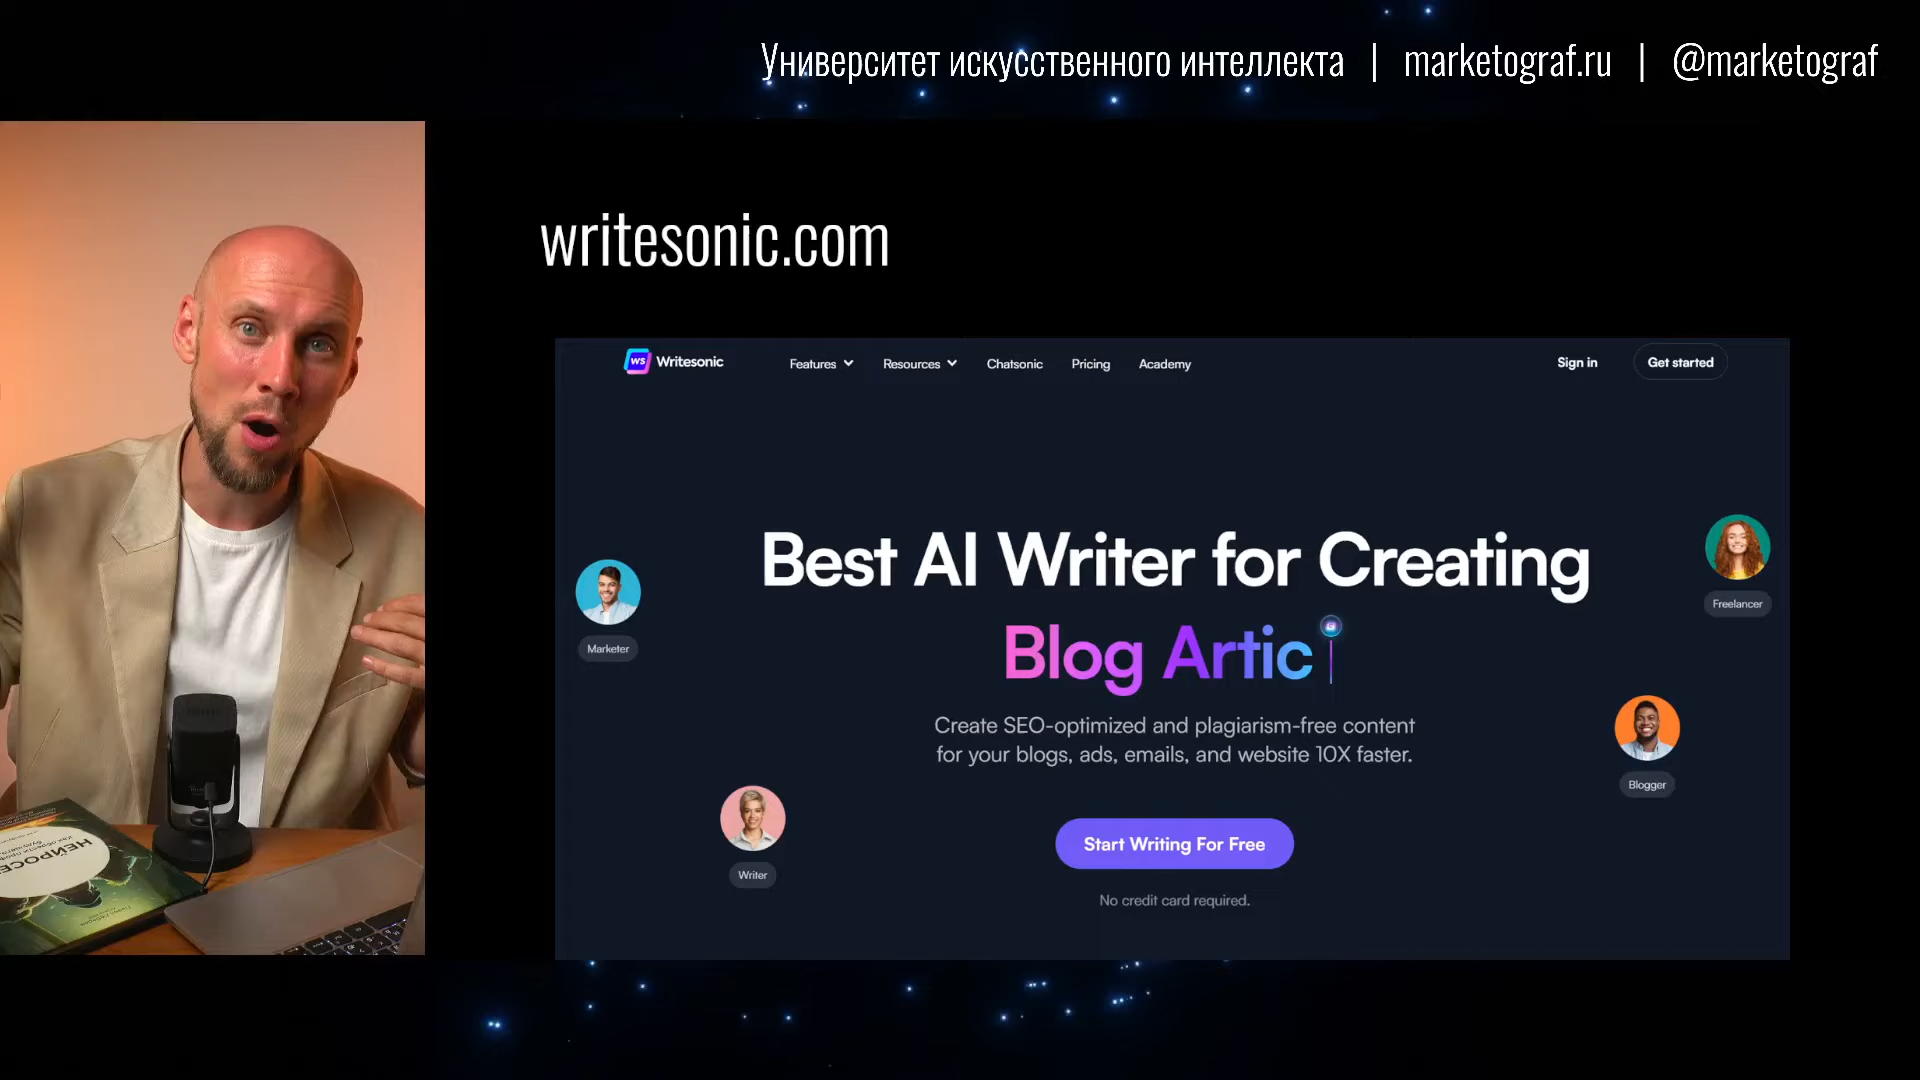 Университет искусственного интеллекта | marketograf.ru | @marketograf
writesonic.com
ws Writesonic
Features
Resources
Chatsonic
Pricing
Academy
Sign in
Get started
Best AI Writer for Creating
Blog Artic
Create SEO-optimized and plagiarism-free content
for your blogs, ads, emails, and website 10X faster.
Start Writing For Free
No credit card required.
Marketer
Writer
Freelancer
Blogger